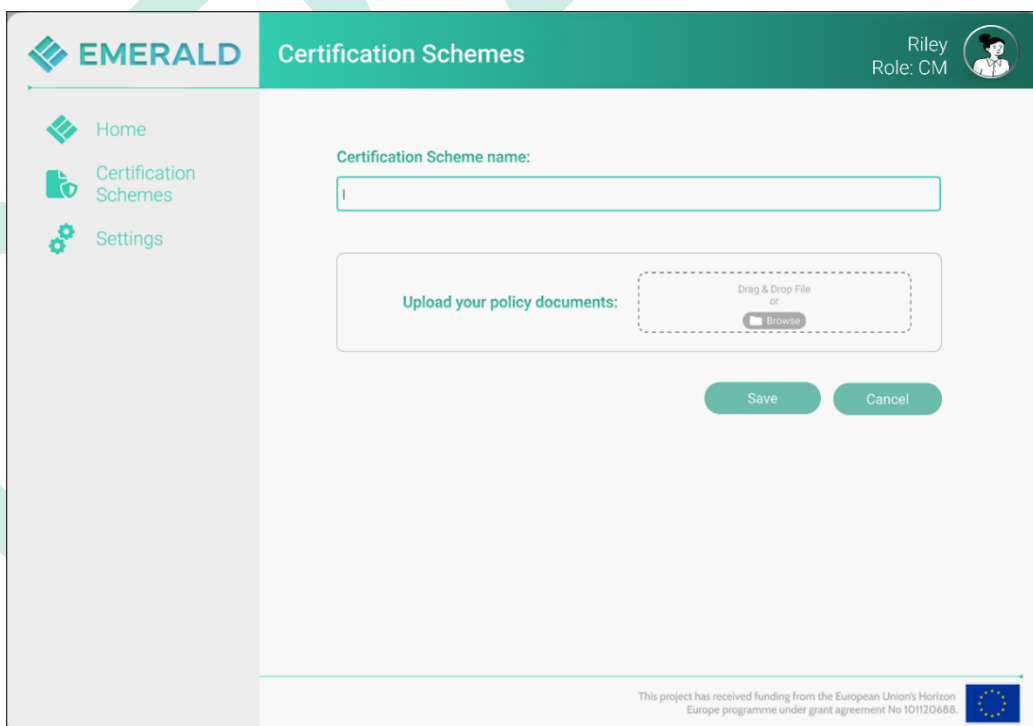 EMERALD
Certification Schemes
Riley
Role: CM
Home
Certification
Schemes
Settings
Certification Scheme name:
Upload your policy documents:
Drag & Drop File
or
Browse
Save
Cancel
This project has received funding from the European Union's Horizon
Europe programme under grant agreement No 101120688.